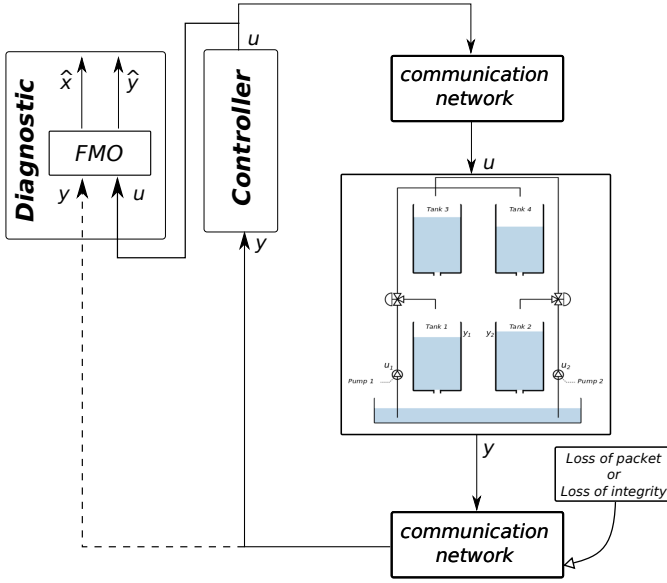 Diagnostic
x̂
ŷ
FMO
y
u
Controller
u
y
communication
network
u
Tank 3
Tank 4
Tank 1
y1
y2
Tank 2
u1
u2
Pump 1
Pump 2
y
Loss of packet
or
Loss of integrity
communication
network